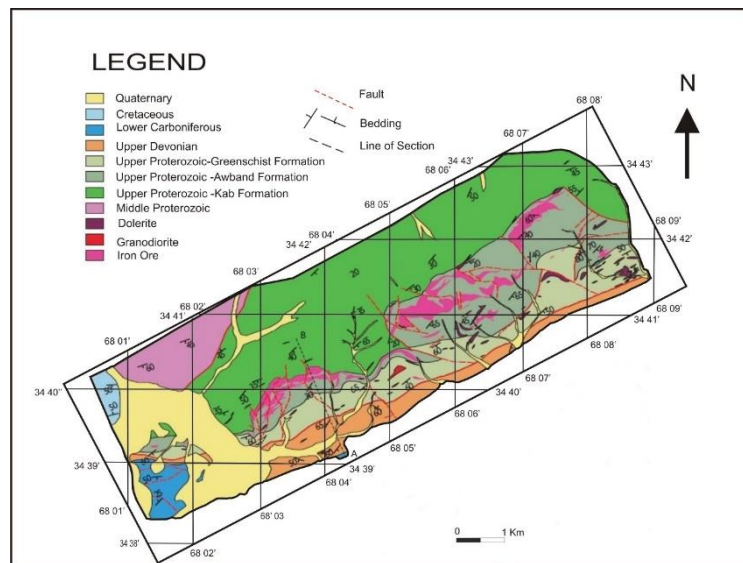 LEGEND
Quaternary
Cretaceous
Lower Carboniferous
Upper Devonian
Upper Proterozoic-Greenschist Formation
Upper Proterozoic -Awband Formation
Upper Proterozoic -Kab Formation
Middle Proterozoic
Dolerite
Granodiorite
Iron Ore
Fault
Bedding
Line of Section
N
68 08'
68 07'
34 43'
68 06'
34 43'
68 05'
68 09'
68 04'
34 42'
34 42'
68 03'
68 02'
68 09'
34 41'
34 41'
68 01'
68 08'
B
34 40''
68 07'
34 40'
68 06'
34 39'
A
68 05'
34 39'
68 04'
68 01'
68' 03
34 38'
68 02'
0 1 Km